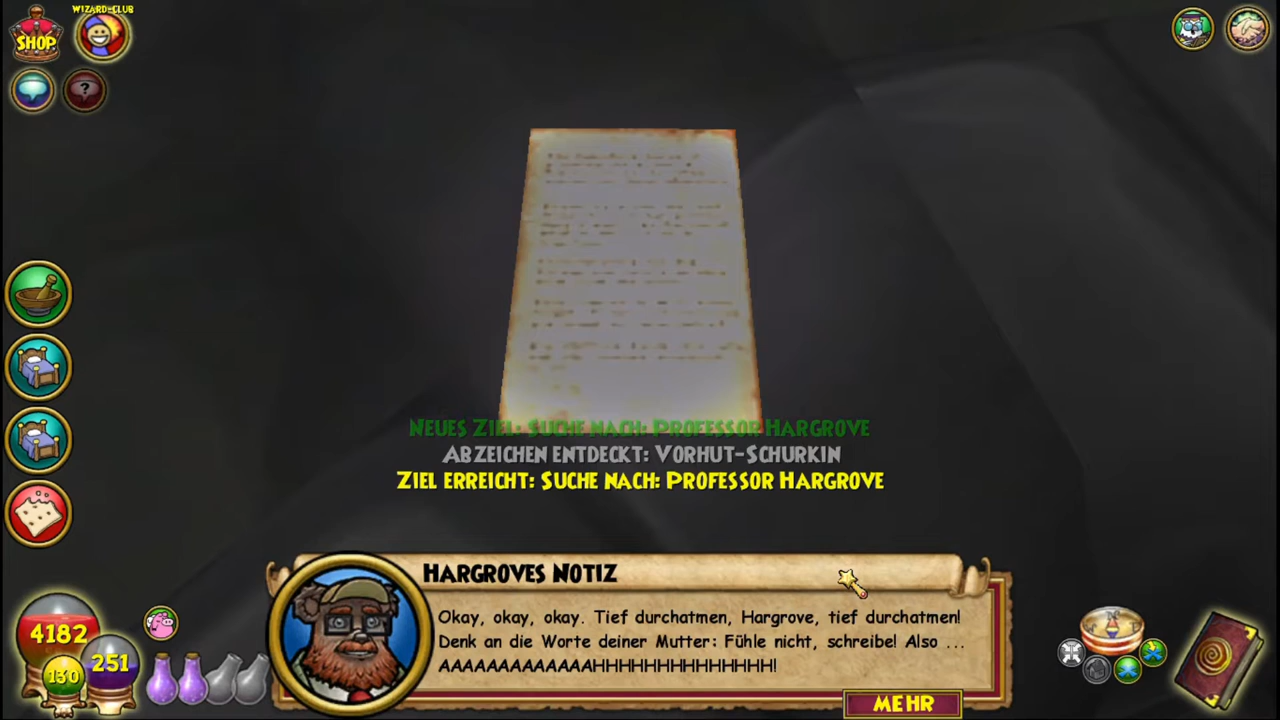 WIZARD-CLUB
SHOP
?
NEUES ZIEL: SUCHE NACH: PROFESSOR HARGROVE
ABZEICHEN ENTDECKT: VORHUT-SCHURKIN
ZIEL ERREICHT: SUCHE NACH: PROFESSOR HARGROVE
HARGROVES NOTIZ
Okay, okay, okay. Tief durchatmen, Hargrove, tief durchatmen!
Denk an die Worte deiner Mutter: Fühle nicht, schreibe! Also ...
AAAAAAAAAAAAAHHHHHHHHHHHHHH!
MEHR
4182
251
130